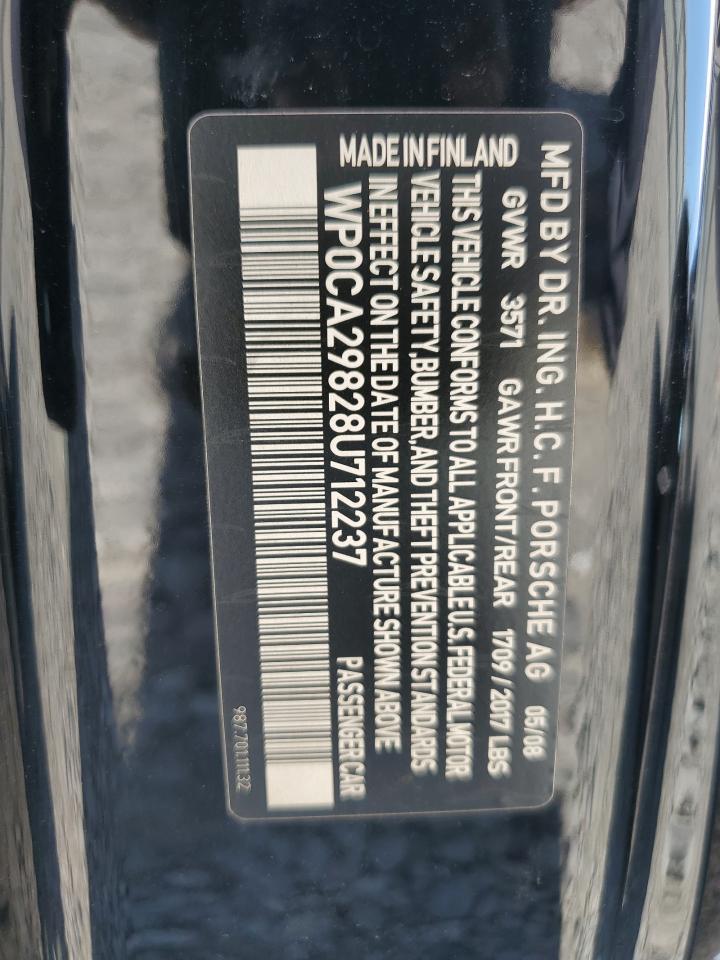 MFD BY DR. ING. H.C. F. PORSCHE AG 05/08
GVWR 3571 GAWR FRONT/REAR 1709/2017 LBS
THIS VEHICLE CONFORMS TO ALL APPLICABLE U.S. FEDERAL MOTOR
VEHICLE SAFETY, BUMBER, AND THEFT PREVENTION STANDARDS
IN EFFECT ON THE DATE OF MANUFACTURE SHOWN ABOVE
MADE IN FINLAND WP0CA29828U712237 PASSENGER CAR
987.701.111.32